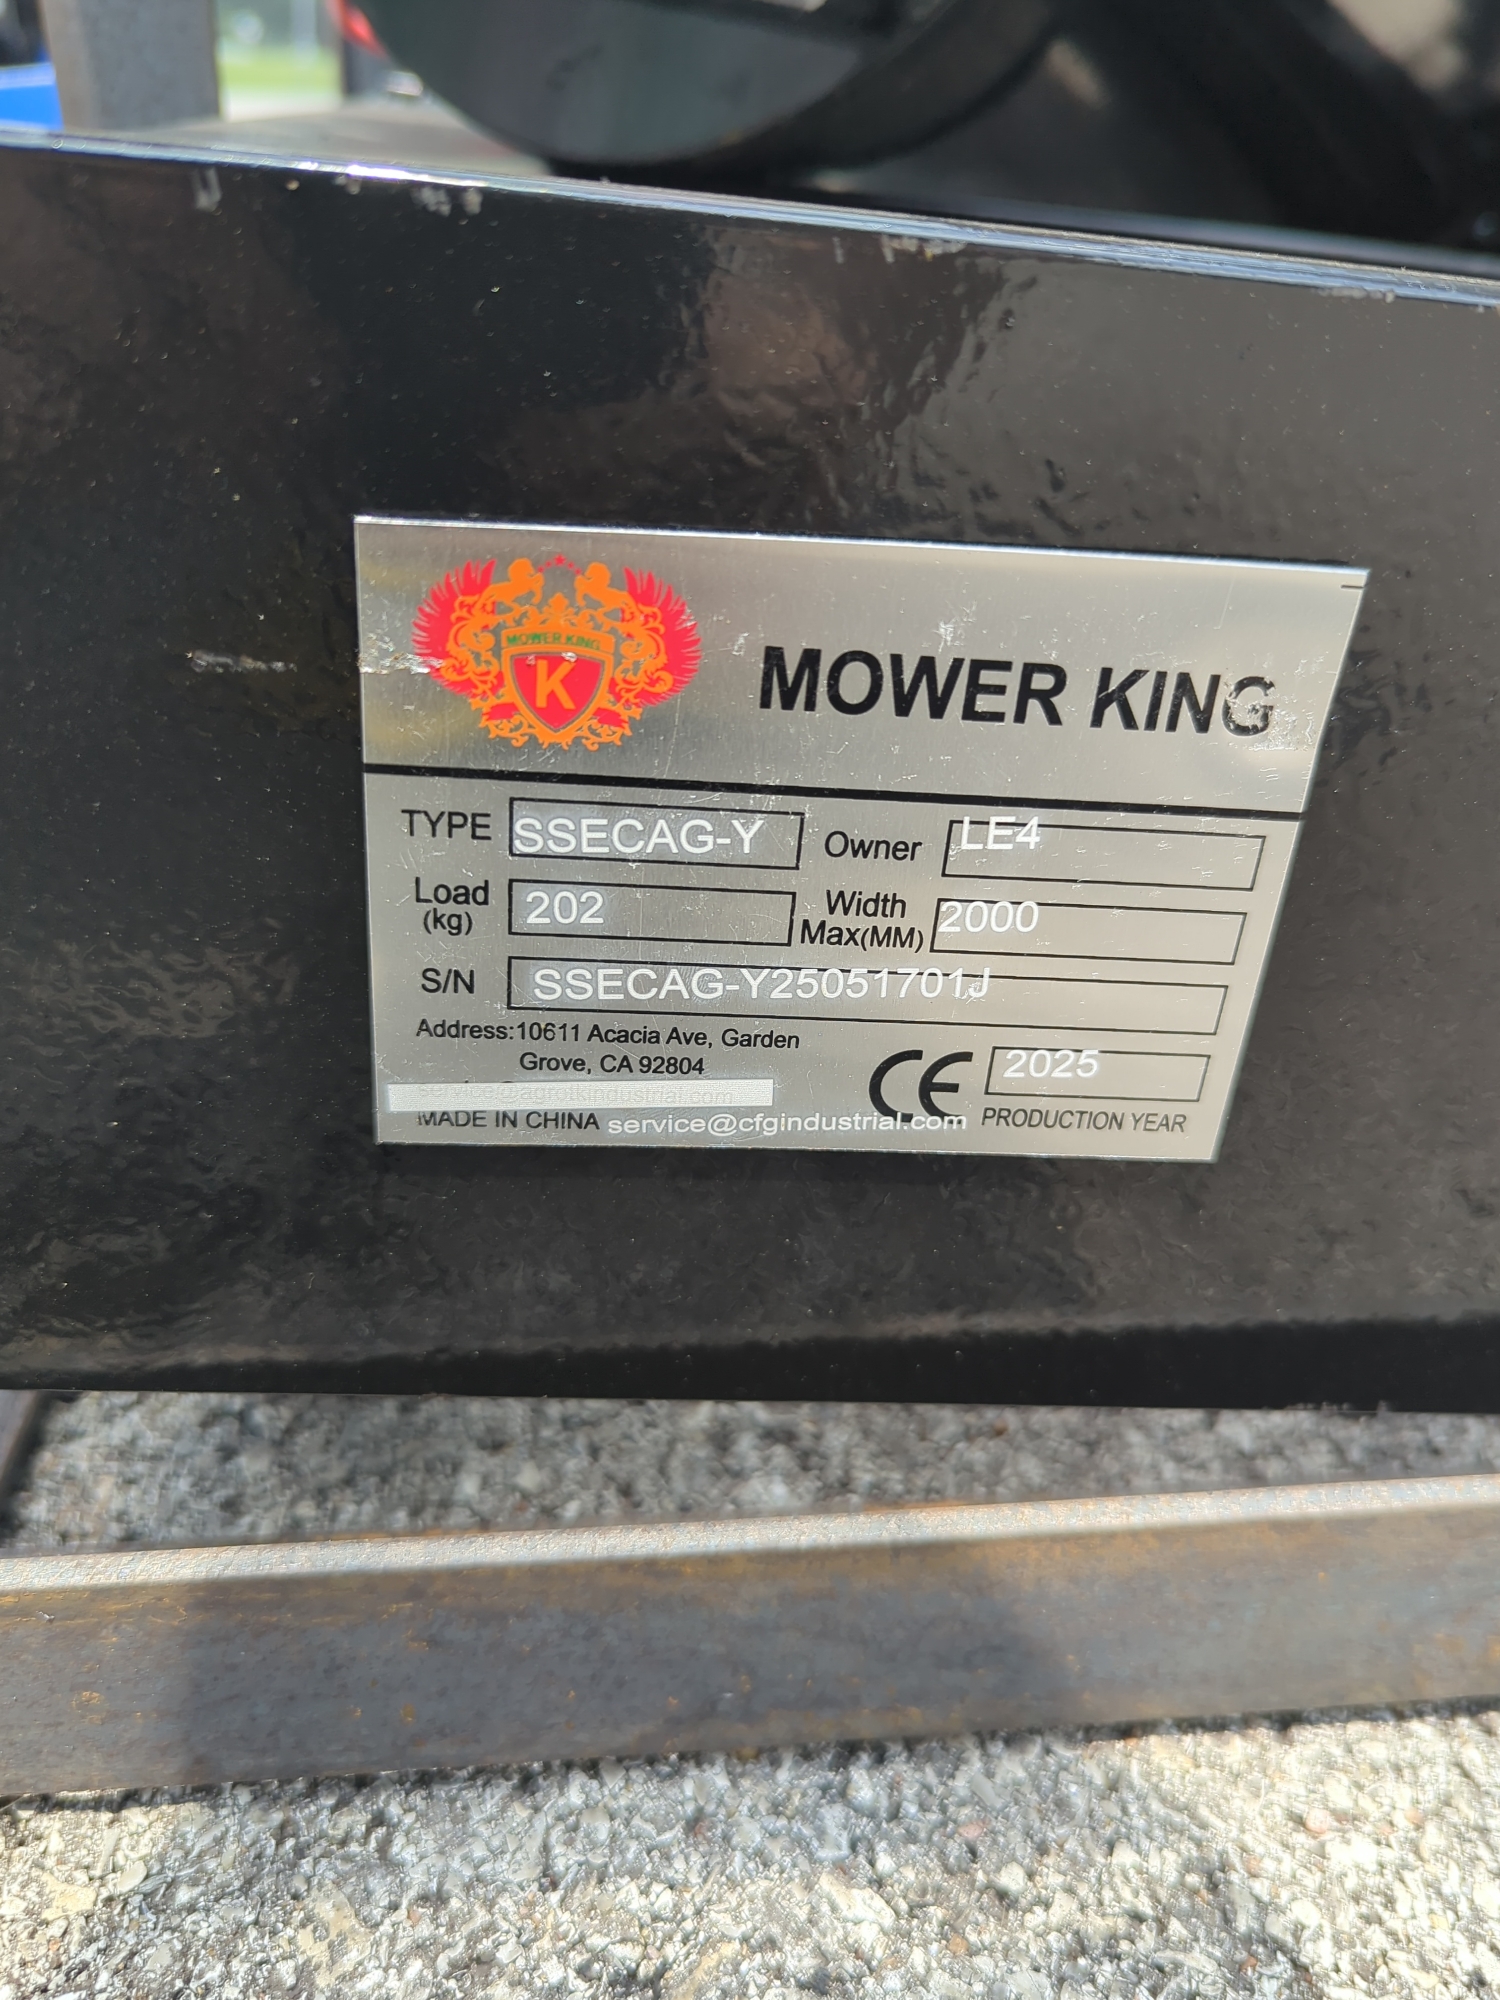 MOWER KING
K
MOWER KING
TYPE SSECAG-Y Owner LE4
Load (kg) 202 Width Max(MM) 2000
S/N SSECAG-Y25051701J
Address:10611 Acacia Ave, Garden
Grove, CA 92804
MADE IN CHINA service@cfgindustrial.com
CE 2025
PRODUCTION YEAR